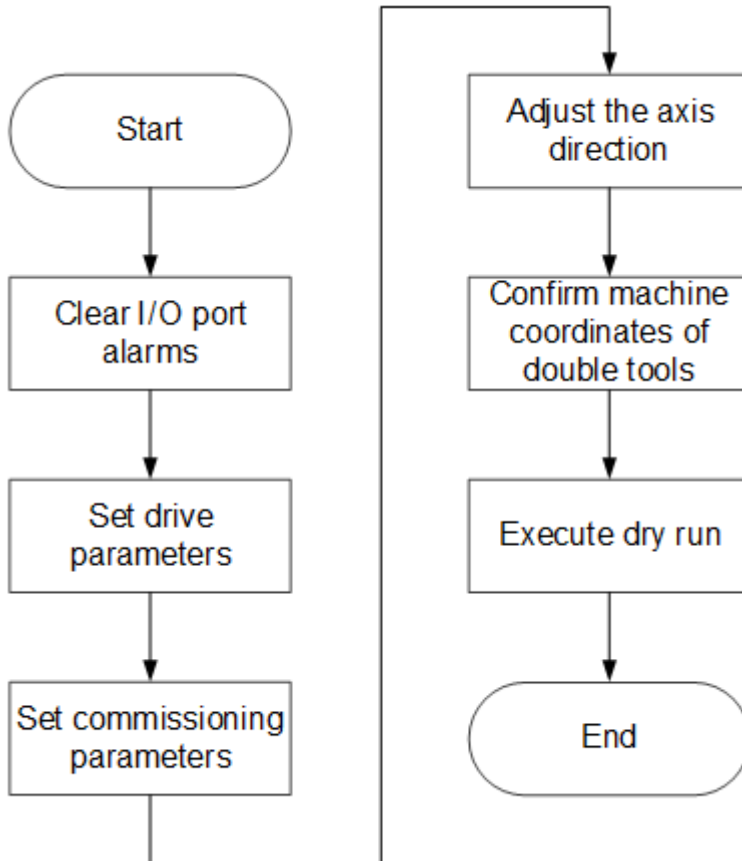 Start
Clear I/O port
alarms
Set drive
parameters
Set commissioning
parameters
Adjust the axis
direction
Confirm machine
coordinates of
double tools
Execute dry run
End